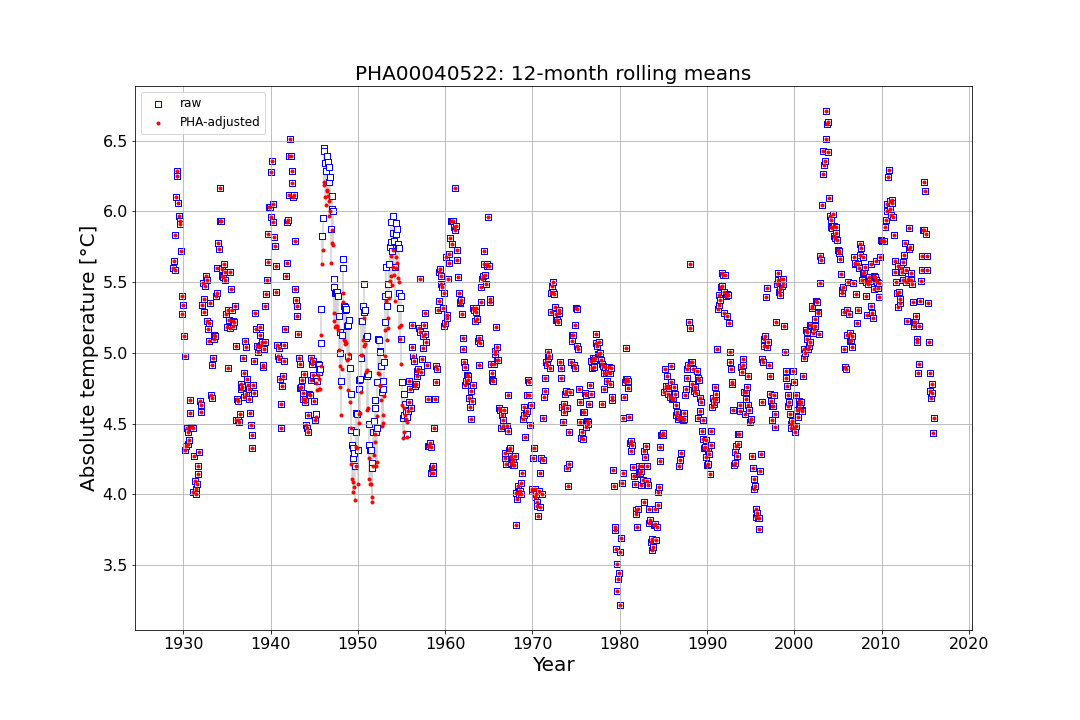 PHA00040522: 12-month rolling means
raw
PHA-adjusted
Absolute temperature [°C]
6.5
6.0
5.5
5.0
4.5
4.0
3.5
1930 1940 1950 1960 1970 1980 1990 2000 2010 2020
Year